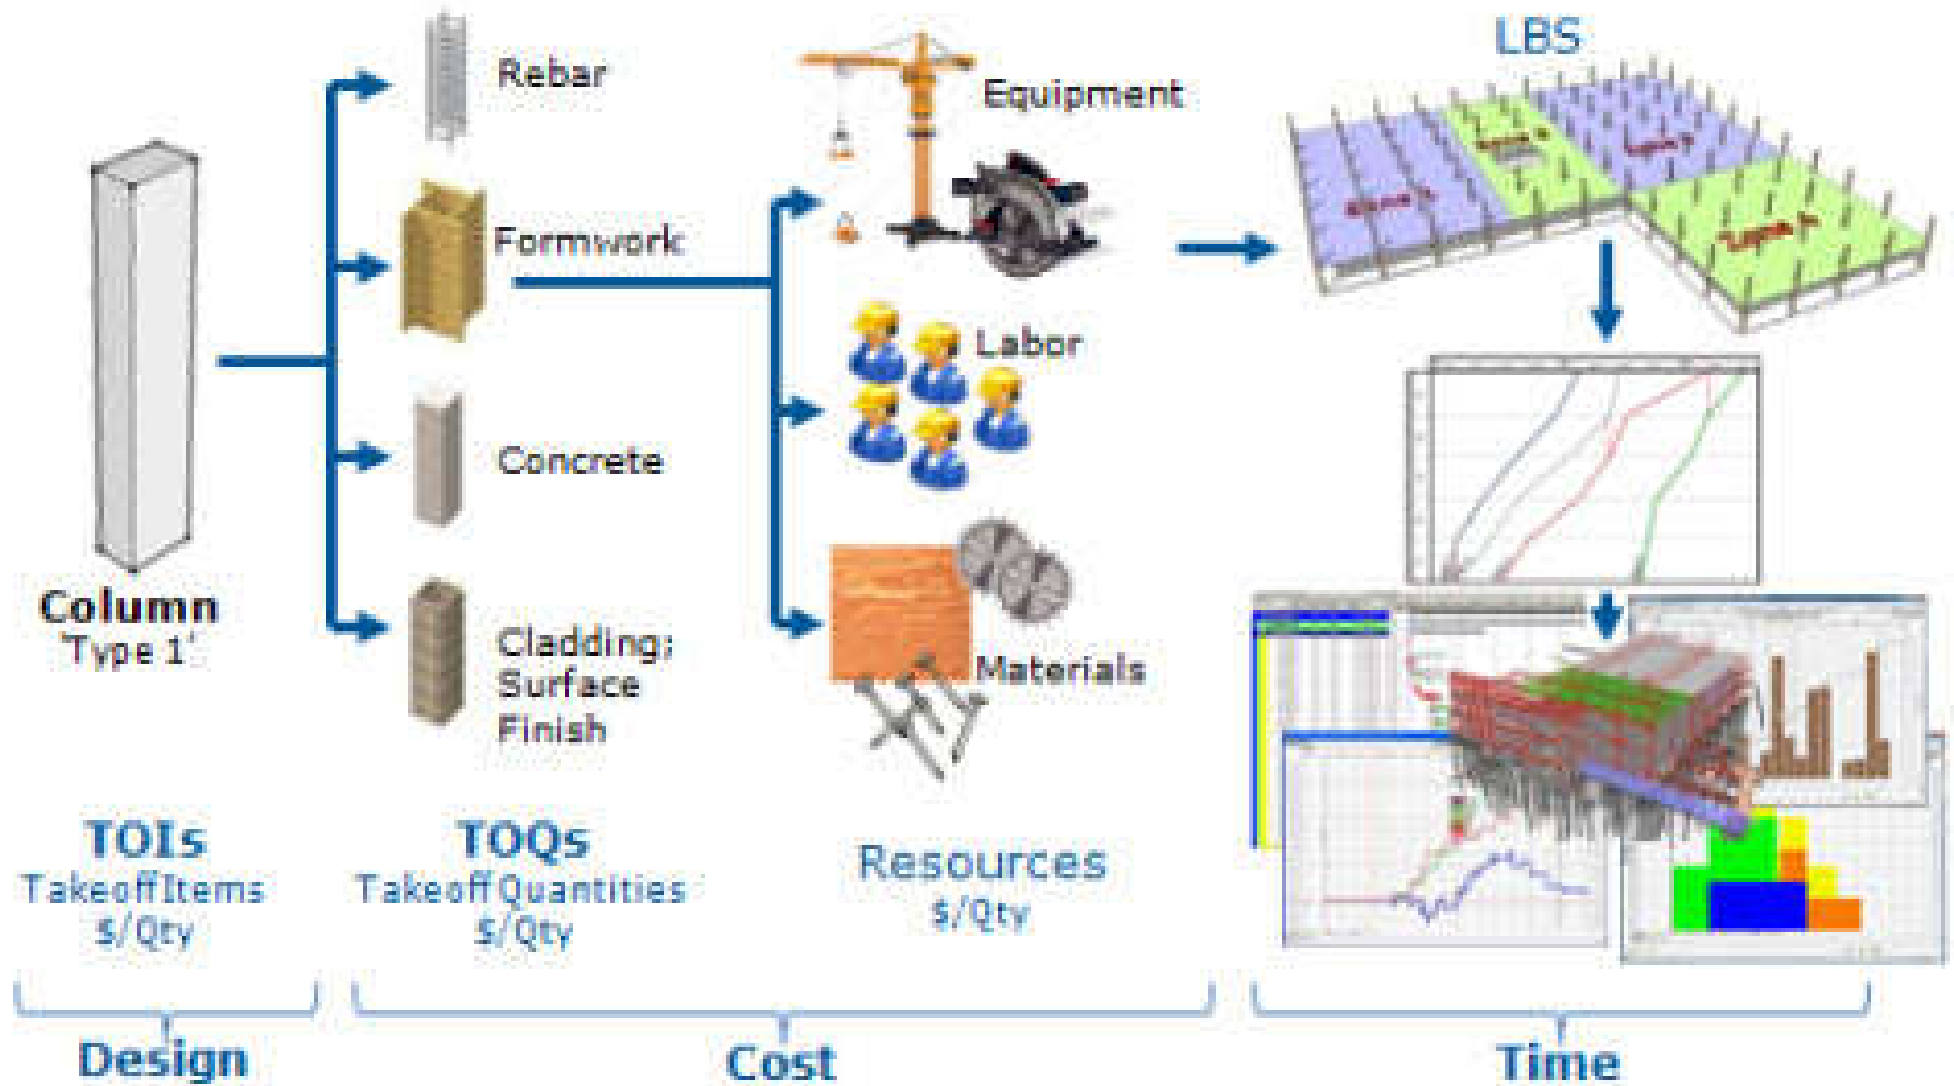 LBS
Rebar
Equipment
Formwork
Labor
Concrete
Column
'Type 1'
Cladding;
Surface
Finish
Materials
TOIs
Takeoff Items
$/Qty
TOQs
Takeoff Quantities
$/Qty
Resources
$/Qty
Design
Cost
Time